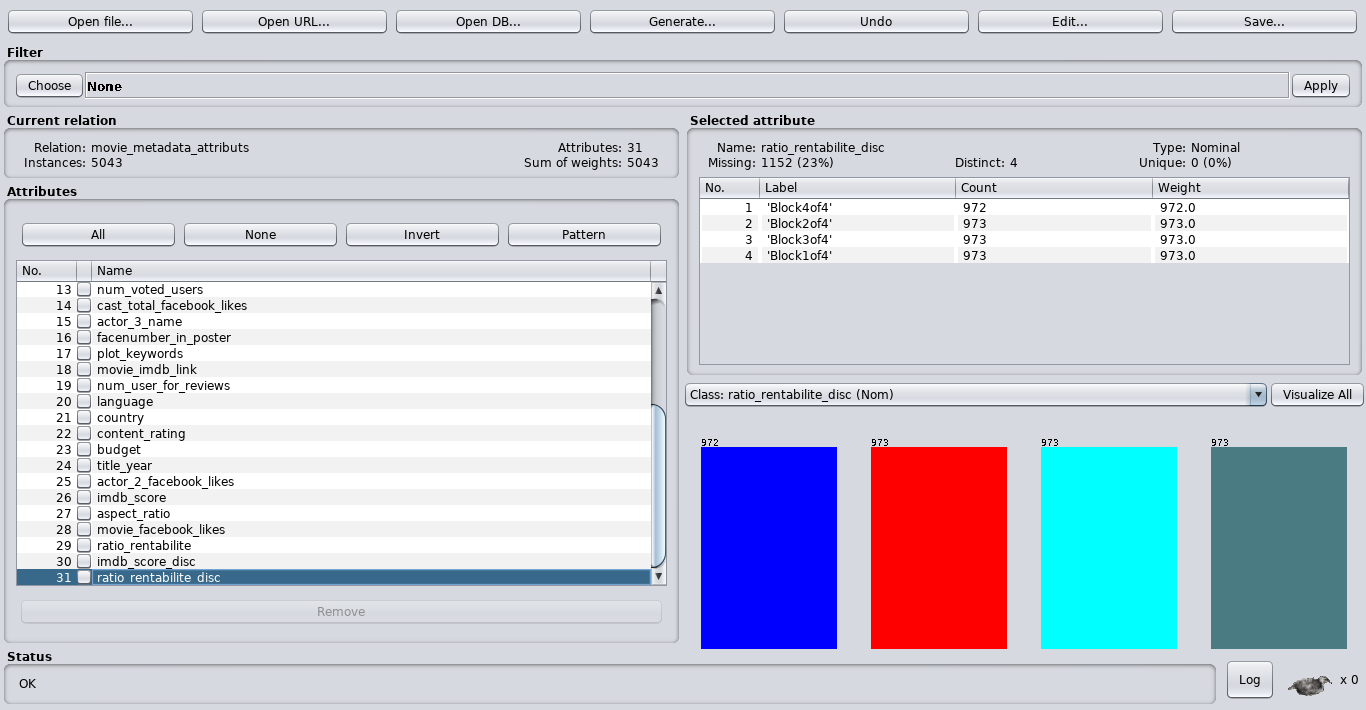 Open file... Open URL... Open DB... Generate... Undo Edit... Save...
Filter
Choose None Apply
Current relation
Relation: movie_metadata_attributs Attributes: 31
Instances: 5043 Sum of weights: 5043
Attributes
All None Invert Pattern
No. Name
13 num_voted_users
14 cast_total_facebook_likes
15 actor_3_name
16 facenumber_in_poster
17 plot_keywords
18 movie_imdb_link
19 num_user_for_reviews
20 language
21 country
22 content_rating
23 budget
24 title_year
25 actor_2_facebook_likes
26 imdb_score
27 aspect_ratio
28 movie_facebook_likes
29 ratio_rentabilite
30 imdb_score_disc
31 ratio_rentabilite_disc
Remove
Selected attribute
Name: ratio_rentabilite_disc Type: Nominal
Missing: 1152 (23%) Distinct: 4 Unique: 0 (0%)
No. Label Count Weight
1 'Block4of4' 972 972.0
2 'Block2of4' 973 973.0
3 'Block3of4' 973 973.0
4 'Block1of4' 973 973.0
Class: ratio_rentabilite_disc (Nom) Visualize All
972 973 973 973
Status
OK Log x 0